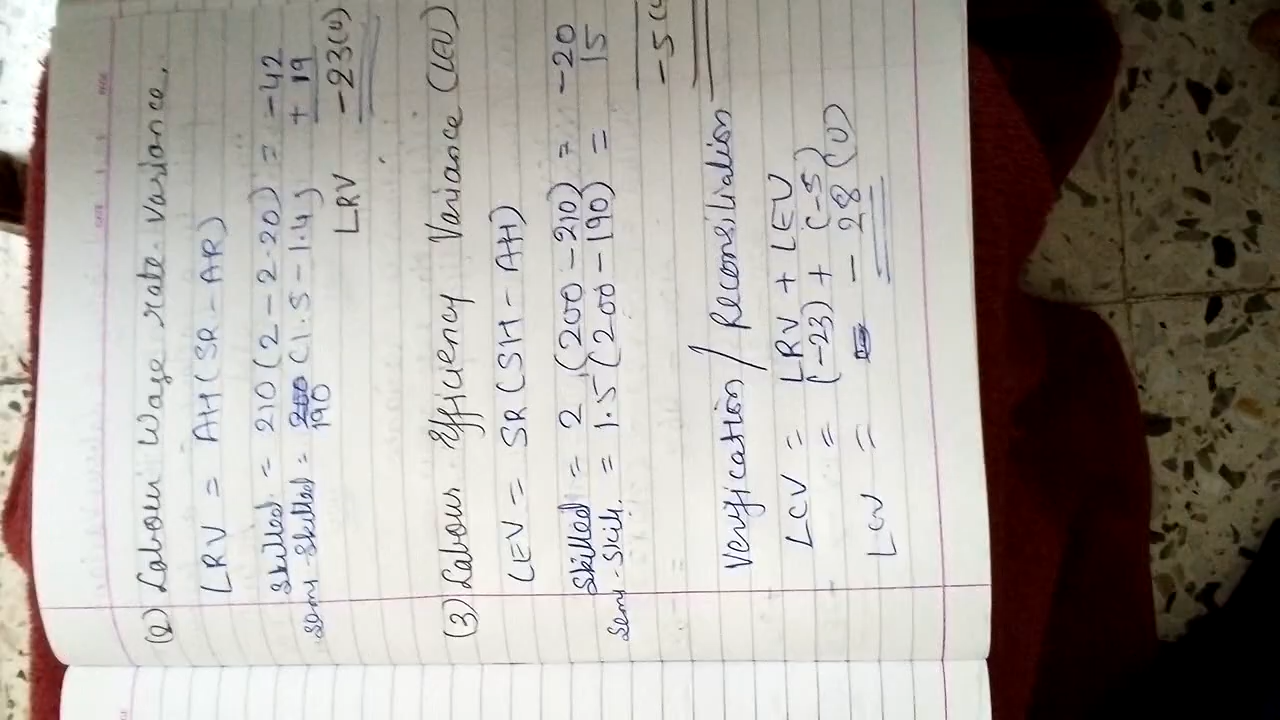 (2) Labour Wage rate Variance.
LRV = AH (SR - AR)
Skilled = 210 (2 - 2.20) = -42
Semi-Skilled = 200 (1.5 - 1.4) + 19
190
LRV -23 (U)
(3) Labour Efficiency Variance (LEV)
LEV = SR (SH - AH)
Skilled = 2 (200 - 210) = -20
Semi-Skill. = 1.5 (200 - 190) = 15
-5 (
Verification / Reconsiliation
LCV = LRV + LEV
= (-23) + (-5)
LCV = - 28 (U)